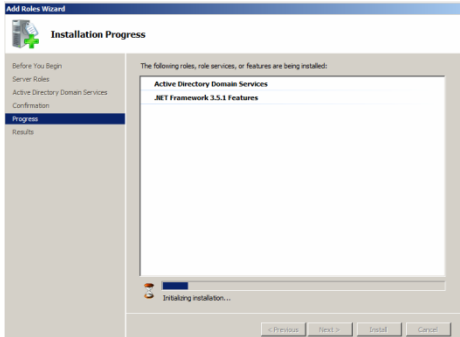 Add Roles Wizard
Installation Progress
Before You Begin
Server Roles
Active Directory Domain Services
Confirmation
Progress
Results
The following roles, role services, or features are being installed:
Active Directory Domain Services
.NET Framework 3.5.1 Features
Initializing installation...
< Previous
Next >
Install
Cancel